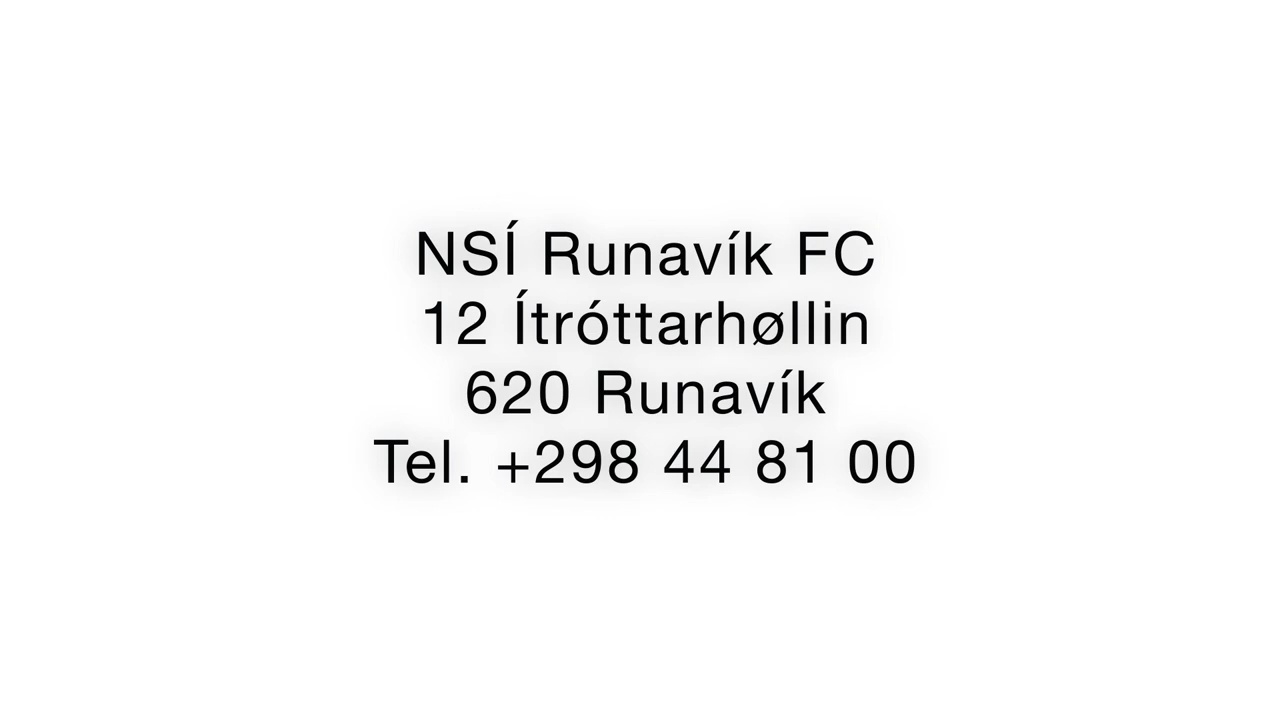 NSÍ Runavík FC
12 Ítróttarhøllin
620 Runavík
Tel. +298 44 81 00